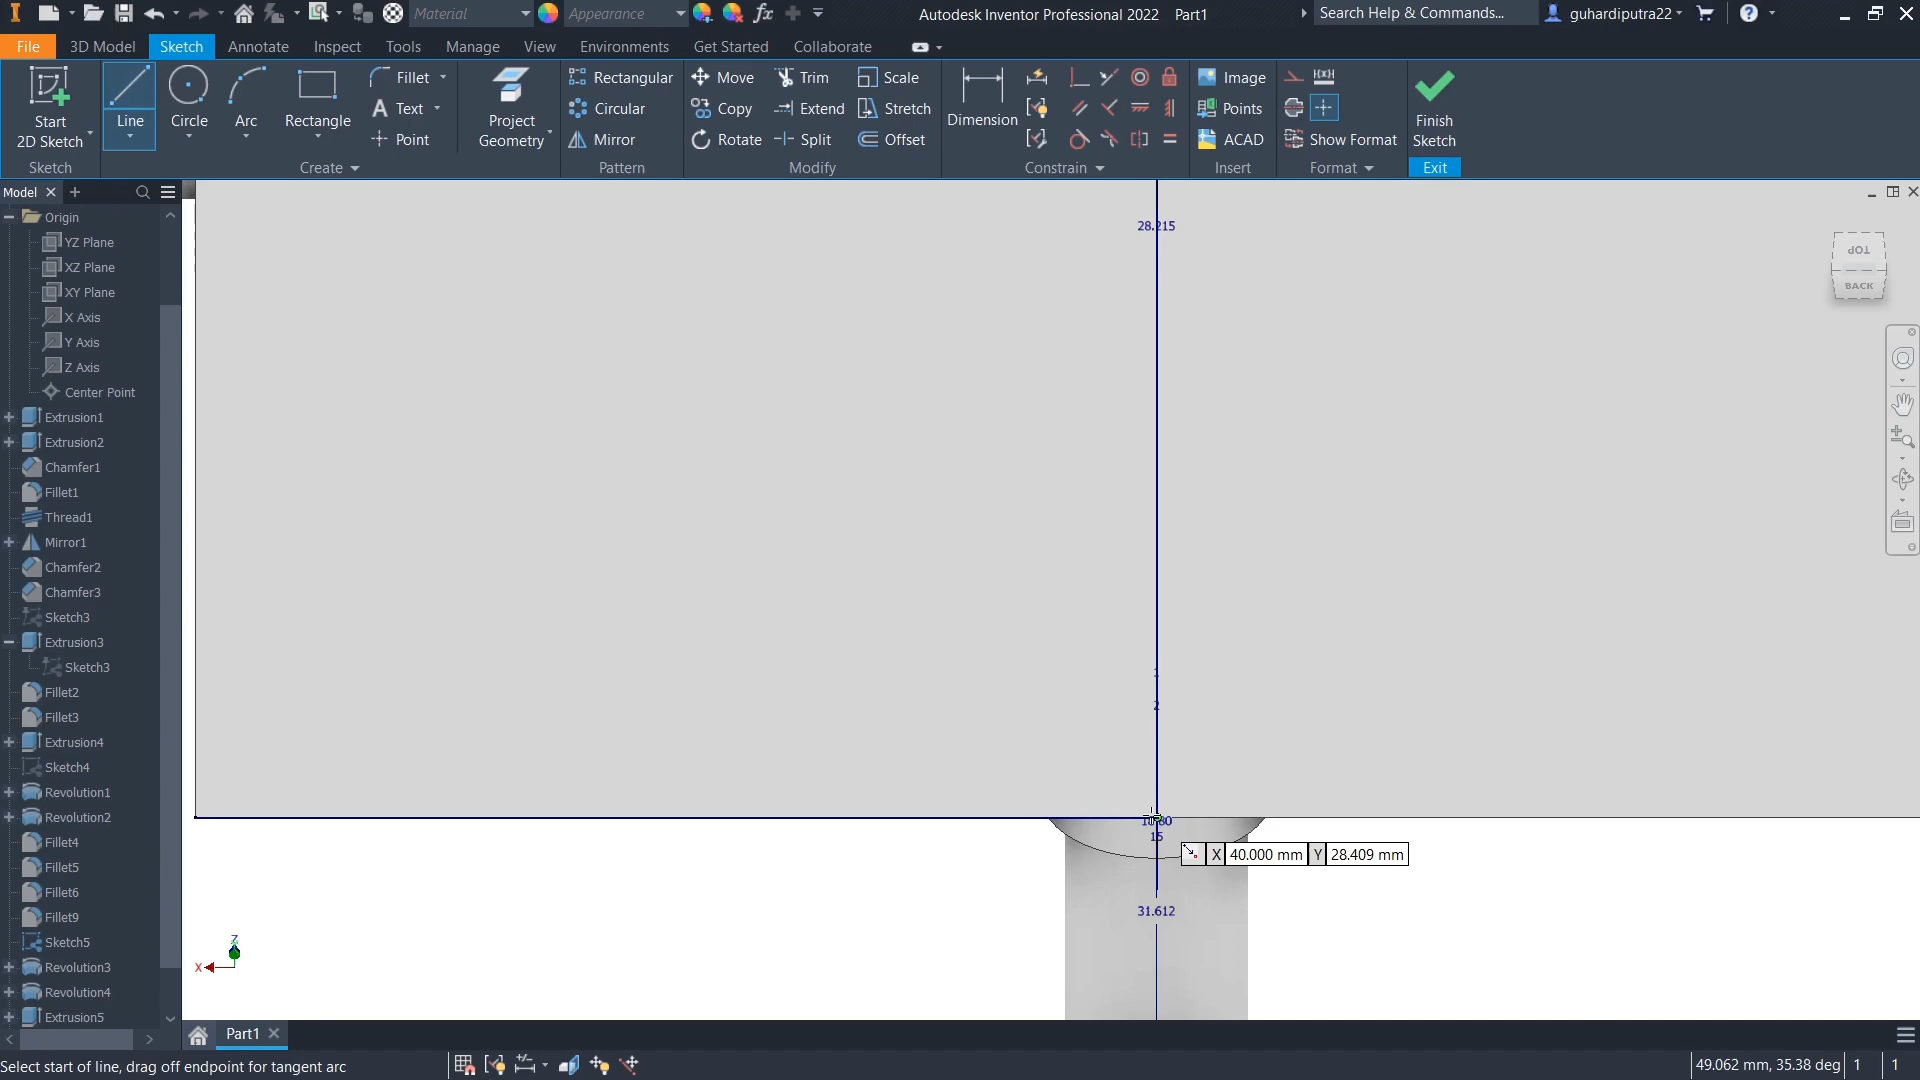 Material
Appearance
Autodesk Inventor Professional 2022 Part1
Search Help & Commands...
guhardiputra22
File 3D Model Sketch Annotate Inspect Tools Manage View Environments Get Started Collaborate
Start
2D Sketch
Line
Circle
Arc
Rectangle
Fillet
Text
Point
Project
Geometry
Rectangular
Circular
Mirror
Move
Copy
Rotate
Trim
Extend
Split
Scale
Stretch
Offset
Dimension
Image
Points
ACAD
Show Format
Finish
Sketch
Sketch Create Pattern Modify Constrain Insert Format Exit
Model
Origin
YZ Plane
XZ Plane
XY Plane
X Axis
Y Axis
Z Axis
Center Point
Extrusion1
Extrusion2
Chamfer1
Fillet1
Thread1
Mirror1
Chamfer2
Chamfer3
Sketch3
Extrusion3
Sketch3
Fillet2
Fillet3
Extrusion4
Sketch4
Revolution1
Revolution2
Fillet4
Fillet5
Fillet6
Fillet9
Sketch5
Revolution3
Revolution4
Extrusion5
28.215
TOP
BACK
1
2
15
X 40.000 mm Y 28.409 mm
31.612
Z
X
Part1
Select start of line, drag off endpoint for tangent arc
49.062 mm, 35.38 deg 1 1